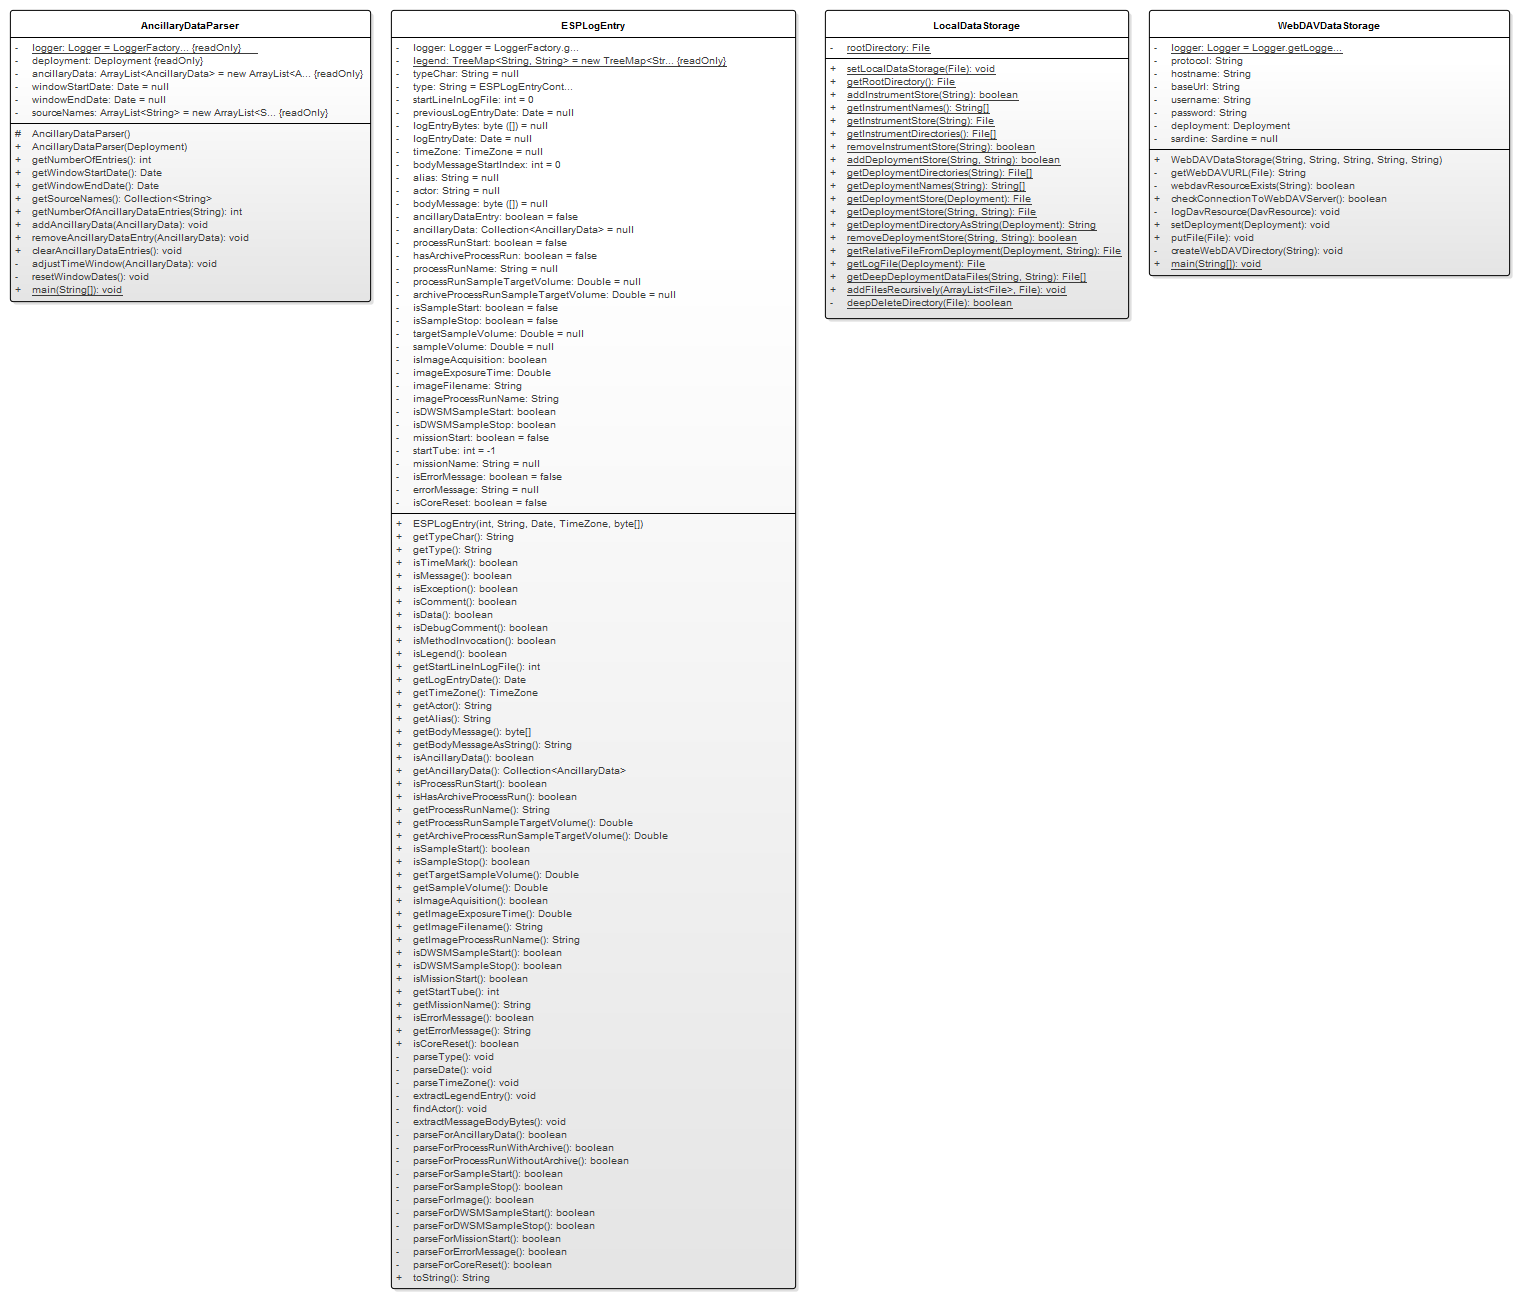 AncillaryDataParser
- logger: Logger = LoggerFactory... {readOnly}
- deployment: Deployment {readOnly}
- ancillaryData: ArrayList<AncillaryData> = new ArrayList<A... {readOnly}
- windowStartDate: Date = null
- windowEndDate: Date = null
- sourceNames: ArrayList<String> = new ArrayList<S... {readOnly}
# AncillaryDataParser()
+ AncillaryDataParser(Deployment)
+ getNumberOfEntries(): int
+ getWindowStartDate(): Date
+ getWindowEndDate(): Date
+ getSourceNames(): Collection<String>
+ getNumberOfAncillaryDataEntries(String): int
+ addAncillaryData(AncillaryData): void
+ removeAncillaryDataEntry(AncillaryData): void
+ clearAncillaryDataEntries(): void
- adjustTimeWindow(AncillaryData): void
- resetWindowDates(): void
+ main(String[]): void
ESPLogEntry
- logger: Logger = LoggerFactory.g...
- legend: TreeMap<String, String> = new TreeMap<Str... {readOnly}
- typeChar: String = null
- type: String = ESPLogEntryCont...
- startLineInLogFile: int = 0
- previousLogEntryDate: Date = null
- logEntryBytes: byte ([]) = null
- logEntryDate: Date = null
- timeZone: TimeZone = null
- bodyMessageStartIndex: int = 0
- alias: String = null
- actor: String = null
- bodyMessage: byte ([]) = null
- ancillaryDataEntry: boolean = false
- ancillaryData: Collection<AncillaryData> = null
- processRunStart: boolean = false
- hasArchiveProcessRun: boolean = false
- processRunName: String = null
- processRunSampleTargetVolume: Double = null
- archiveProcessRunSampleTargetVolume: Double = null
- isSampleStart: boolean = false
- isSampleStop: boolean = false
- targetSampleVolume: Double = null
- sampleVolume: Double = null
- isImageAcquisition: boolean
- imageExposureTime: Double
- imageFilename: String
- imageProcessRunName: String
- isDWSMSampleStart: boolean
- isDWSMSampleStop: boolean
- missionStart: boolean = false
- startTube: int = -1
- missionName: String = null
- isErrorMessage: boolean = false
- errorMessage: String = null
- isCoreReset: boolean = false
+ ESPLogEntry(int, String, Date, TimeZone, byte[])
+ getTypeChar(): String
+ getType(): String
+ isTimeMark(): boolean
+ isMessage(): boolean
+ isException(): boolean
+ isComment(): boolean
+ isData(): boolean
+ isDebugComment(): boolean
+ isMethodInvocation(): boolean
+ isLegend(): boolean
+ getStartLineInLogFile(): int
+ getLogEntryDate(): Date
+ getTimeZone(): TimeZone
+ getActor(): String
+ getAlias(): String
+ getBodyMessage(): byte[]
+ getBodyMessageAsString(): String
+ isAncillaryData(): boolean
+ getAncillaryData(): Collection<AncillaryData>
+ isProcessRunStart(): boolean
+ isHasArchiveProcessRun(): boolean
+ getProcessRunName(): String
+ getProcessRunSampleTargetVolume(): Double
+ getArchiveProcessRunSampleTargetVolume(): Double
+ isSampleStart(): boolean
+ isSampleStop(): boolean
+ getTargetSampleVolume(): Double
+ getSampleVolume(): Double
+ isImageAquisition(): boolean
+ getImageExposureTime(): Double
+ getImageFilename(): String
+ getImageProcessRunName(): String
+ isDWSMSampleStart(): boolean
+ isDWSMSampleStop(): boolean
+ isMissionStart(): boolean
+ getStartTube(): int
+ getMissionName(): String
+ isErrorMessage(): boolean
+ getErrorMessage(): String
+ isCoreReset(): boolean
- parseType(): void
- parseDate(): void
- parseTimeZone(): void
- extractLegendEntry(): void
- findActor(): void
- extractMessageBodyBytes(): void
- parseForAncillaryData(): boolean
- parseForProcessRunWithArchive(): boolean
- parseForProcessRunWithoutArchive(): boolean
- parseForSampleStart(): boolean
- parseForSampleStop(): boolean
- parseForImage(): boolean
- parseForDWSMSampleStart(): boolean
- parseForDWSMSampleStop(): boolean
- parseForMissionStart(): boolean
- parseForErrorMessage(): boolean
- parseForCoreReset(): boolean
+ toString(): String
LocalDataStorage
- rootDirectory: File
+ setLocalDataStorage(File): void
+ getRootDirectory(): File
+ addInstrumentStore(String): boolean
+ getInstrumentNames(): String[]
+ getInstrumentStore(String): File
+ getInstrumentDirectories(): File[]
+ removeInstrumentStore(String): boolean
+ addDeploymentStore(String, String): boolean
+ getDeploymentDirectories(String): File[]
+ getDeploymentNames(String): String[]
+ getDeploymentStore(Deployment): File
+ getDeploymentStore(String, String): File
+ getDeploymentDirectoryAsString(Deployment): String
+ removeDeploymentStore(String, String): boolean
+ getRelativeFileFromDeployment(Deployment, String): File
+ getLogFile(Deployment): File
+ getDeepDeploymentDataFiles(String, String): File[]
+ addFilesRecursively(ArrayList<File>, File): void
- deepDeleteDirectory(File): boolean
WebDAVDataStorage
- logger: Logger = Logger.getLogge...
- protocol: String
- hostname: String
- baseUrl: String
- username: String
- password: String
- deployment: Deployment
- sardine: Sardine = null
+ WebDAVDataStorage(String, String, String, String, String)
- getWebDAVURL(File): String
- webdavResourceExists(String): boolean
+ checkConnectionToWebDAVServer(): boolean
- logDavResource(DavResource): void
+ setDeployment(Deployment): void
+ putFile(File): void
- createWebDAVDirectory(String): void
+ main(String[]): void